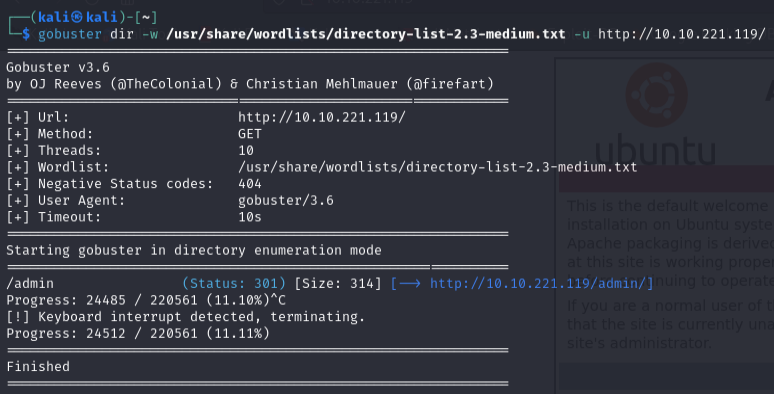 ┌──(kali㉿kali)-[~]
└─$ gobuster dir -w /usr/share/wordlists/directory-list-2.3-medium.txt -u http://10.10.221.119/
===============================================================
Gobuster v3.6
by OJ Reeves (@TheColonial) & Christian Mehlmauer (@firefart)
===============================================================
[+] Url:                     http://10.10.221.119/
[+] Method:                  GET
[+] Threads:                 10
[+] Wordlist:                /usr/share/wordlists/directory-list-2.3-medium.txt
[+] Negative Status codes:   404
[+] User Agent:              gobuster/3.6
[+] Timeout:                 10s
===============================================================
Starting gobuster in directory enumeration mode
===============================================================
/admin                (Status: 301) [Size: 314] [--> http://10.10.221.119/admin/]
Progress: 24485 / 220561 (11.10%)^C
[!] Keyboard interrupt detected, terminating.
Progress: 24512 / 220561 (11.11%)
===============================================================
Finished
===============================================================
ubuntu
This is the default welcome
installation on Ubuntu syste
Apache packaging is derived
at this site is working prope
continuing to operate
If you are a normal user of t
that the site is currently una
site's administrator.